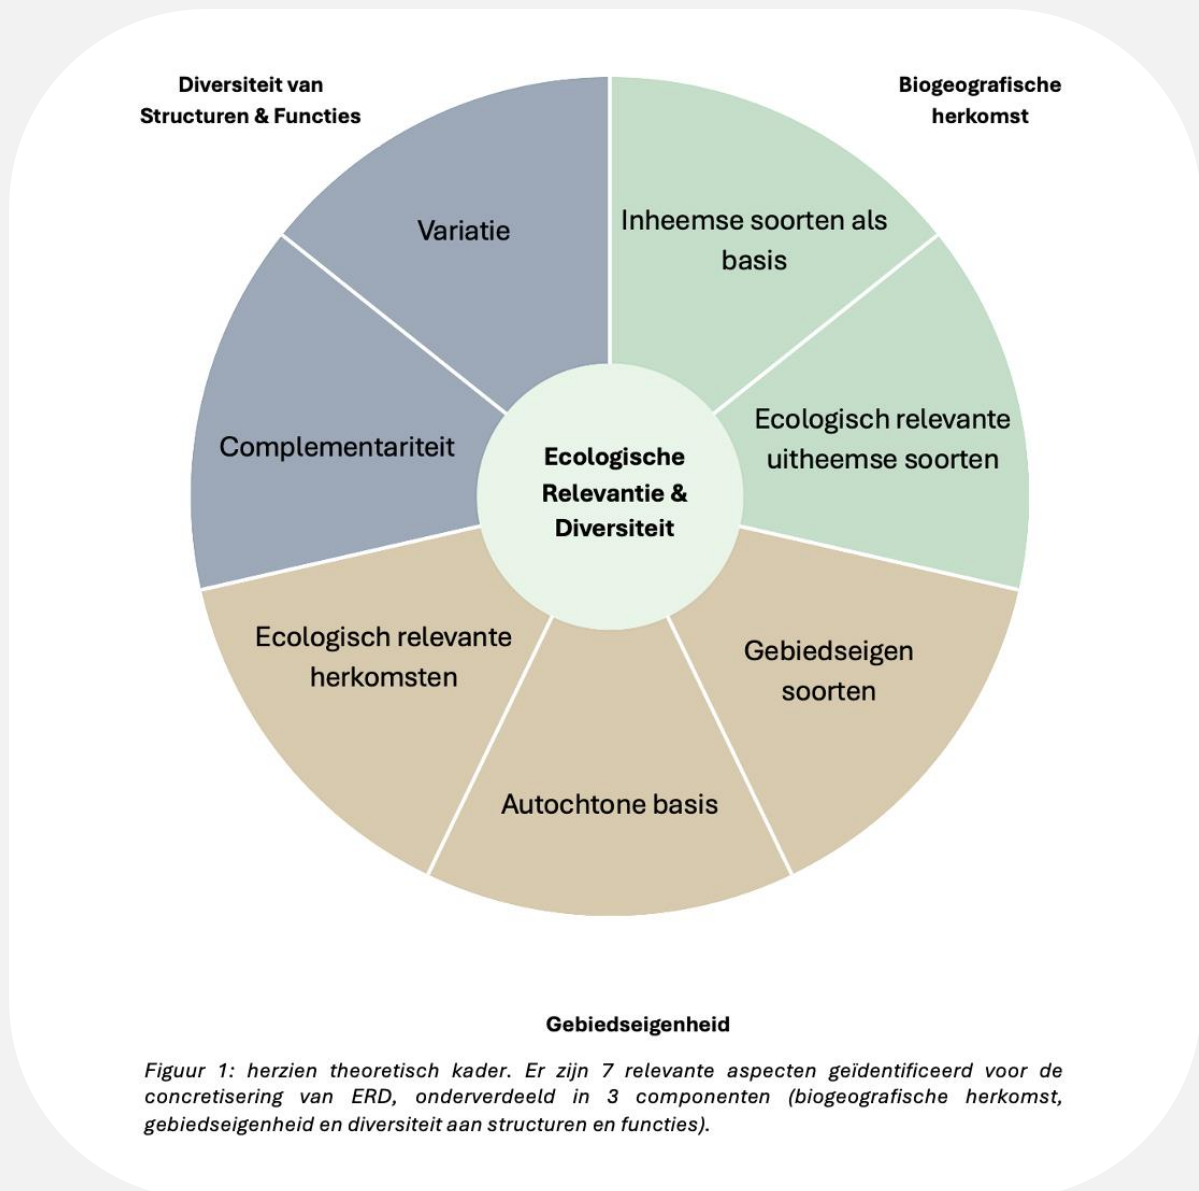 Diversiteit van
Structuren & Functies
Biogeografische
herkomst
Variatie
Inheemse soorten als
basis
Complementariteit
Ecologisch relevante
uitheemse soorten
Ecologische
Relevantie &
Diversiteit
Ecologisch relevante
herkomsten
Gebiedseigen
soorten
Autochtone basis
Gebiedseigenheid
Figuur 1: herzien theoretisch kader. Er zijn 7 relevante aspecten geïdentificeerd voor de
concretisering van ERD, onderverdeeld in 3 componenten (biogeografische herkomst,
gebiedseigenheid en diversiteit aan structuren en functies).